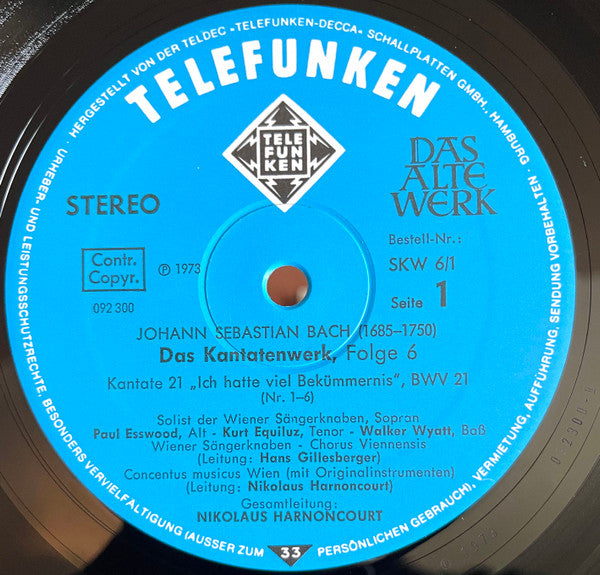 URHEBER- UND LEISTUNGSSCHUTZRECHTE, · HERGESTELLT VON DER TELDEC »TELEFUNKEN-DECCA« SCHALLPLATTEN GMBH., HAMBURG · SENDUNG VORBEHALTEN ·
TELEFUNKEN
TELE
FUN
KEN
DAS
ALTE
WERK
STEREO
Bestell-Nr.:
SKW 6/1
Contr.
Copyr.
℗ 1973
Seite 1
092 300
JOHANN SEBASTIAN BACH (1685–1750)
Das Kantatenwerk, Folge 6
Kantate 21 „Ich hatte viel Bekümmernis“, BWV 21
(Nr. 1–6)
Solist der Wiener Sängerknaben, Sopran
Paul Esswood, Alt - Kurt Equiluz, Tenor - Walker Wyatt, Baß
Wiener Sängerknaben - Chorus Viennensis
(Leitung: Hans Gillesberger)
Concentus musicus Wien (mit Originalinstrumenten)
(Leitung: Nikolaus Harnoncourt)
Gesamtleitung:
NIKOLAUS HARNONCOURT
BESONDERS VERVIELFÄLTIGUNG (AUSSER ZUM PERSÖNLICHEN GEBRAUCH), VERMIETUNG, AUFFÜHRUNG,
33